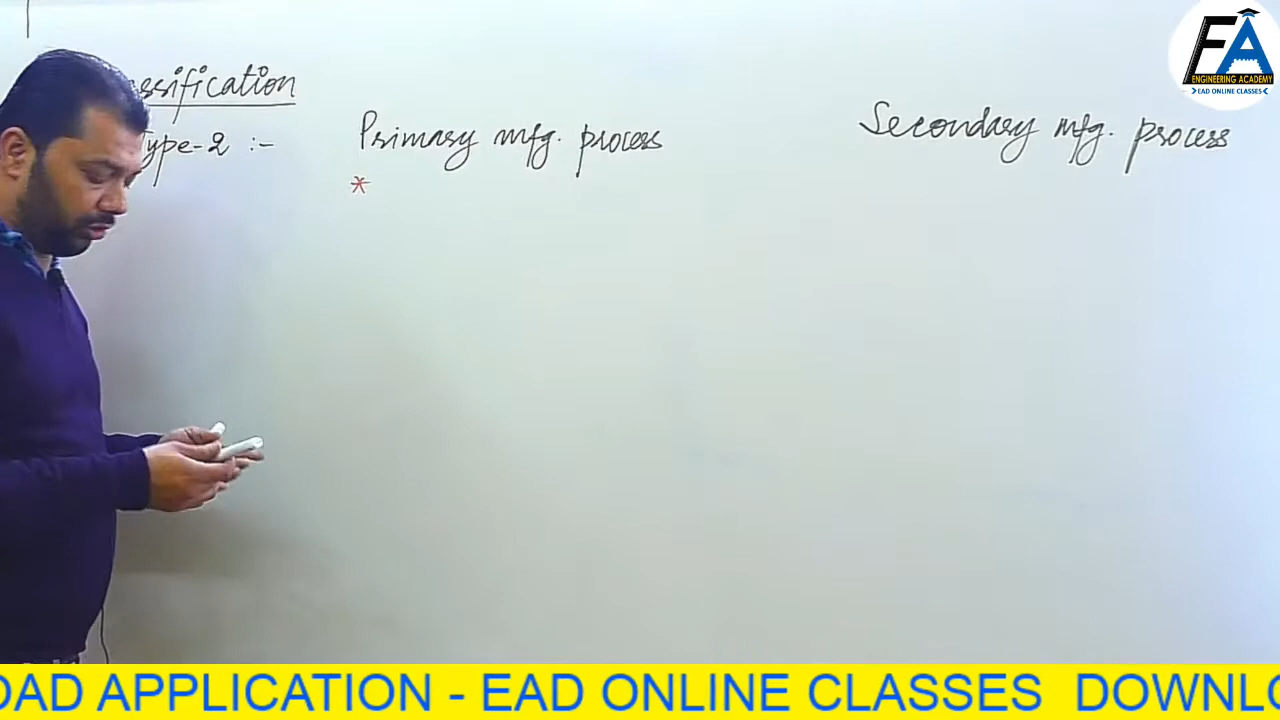 ssification
Type-2 :- Primary mfg. process Secondary mfg. process
*
EA
ENGINEERING ACADEMY
EAD ONLINE CLASSES
OAD APPLICATION - EAD ONLINE CLASSES DOWNLO